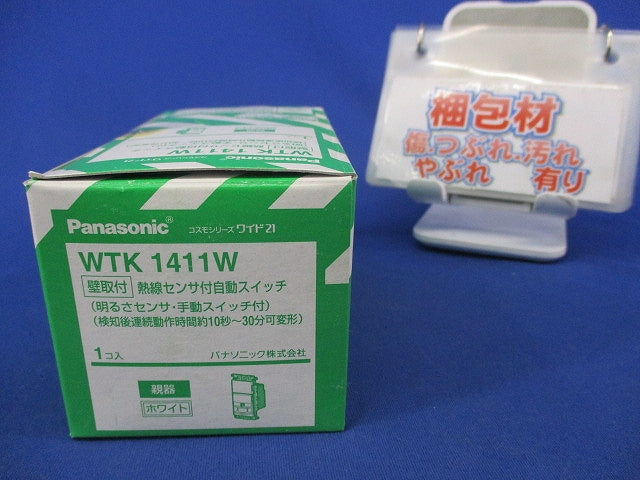 梱包材
傷.つぶれ.汚れ
やぶれ 有り
WTK 1411W
Panasonic
Panasonic® コスモシリーズ ワイド21
WTK 1411W
壁取付 熱線センサ付自動スイッチ
(明るさセンサ・手動スイッチ付)
(検知後連続動作時間約10秒～30分可変形)
1コ入 パナソニック株式会社
親器
ホワイト